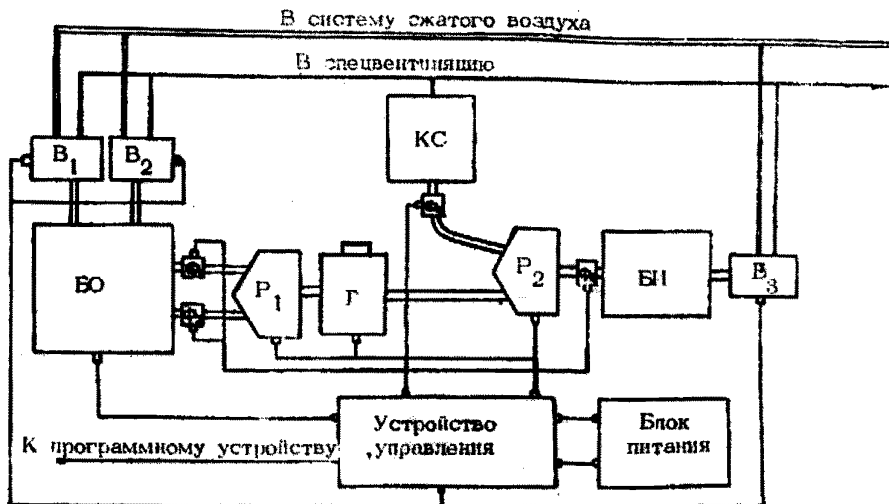 В систему сжатого воздуха
В спецвентиляцию
КС
В1
В2
БО
Р1
Г
Р2
БН
В3
Устройство управления
Блок питания
К программному устройству